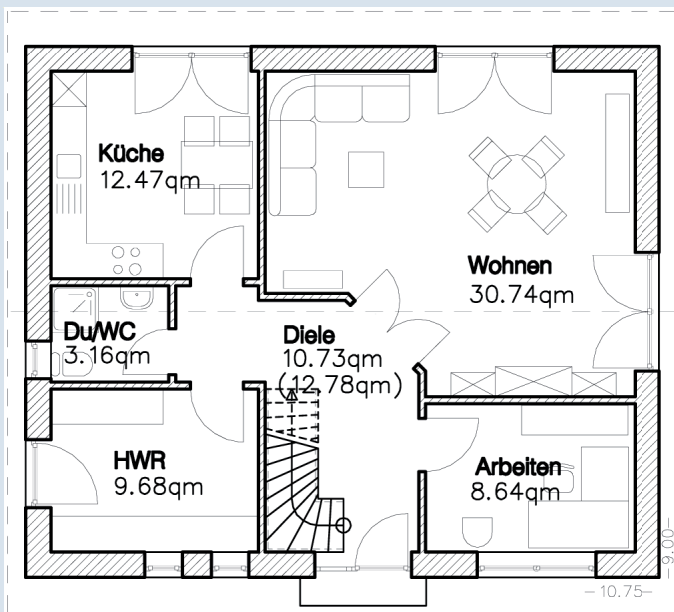 Küche
12.47qm
Wohnen
30.74qm
Du/WC
3.16qm
Diele
10.73qm
(12.78qm)
HWR
9.68qm
Arbeiten
8.64qm
9.00
10.75